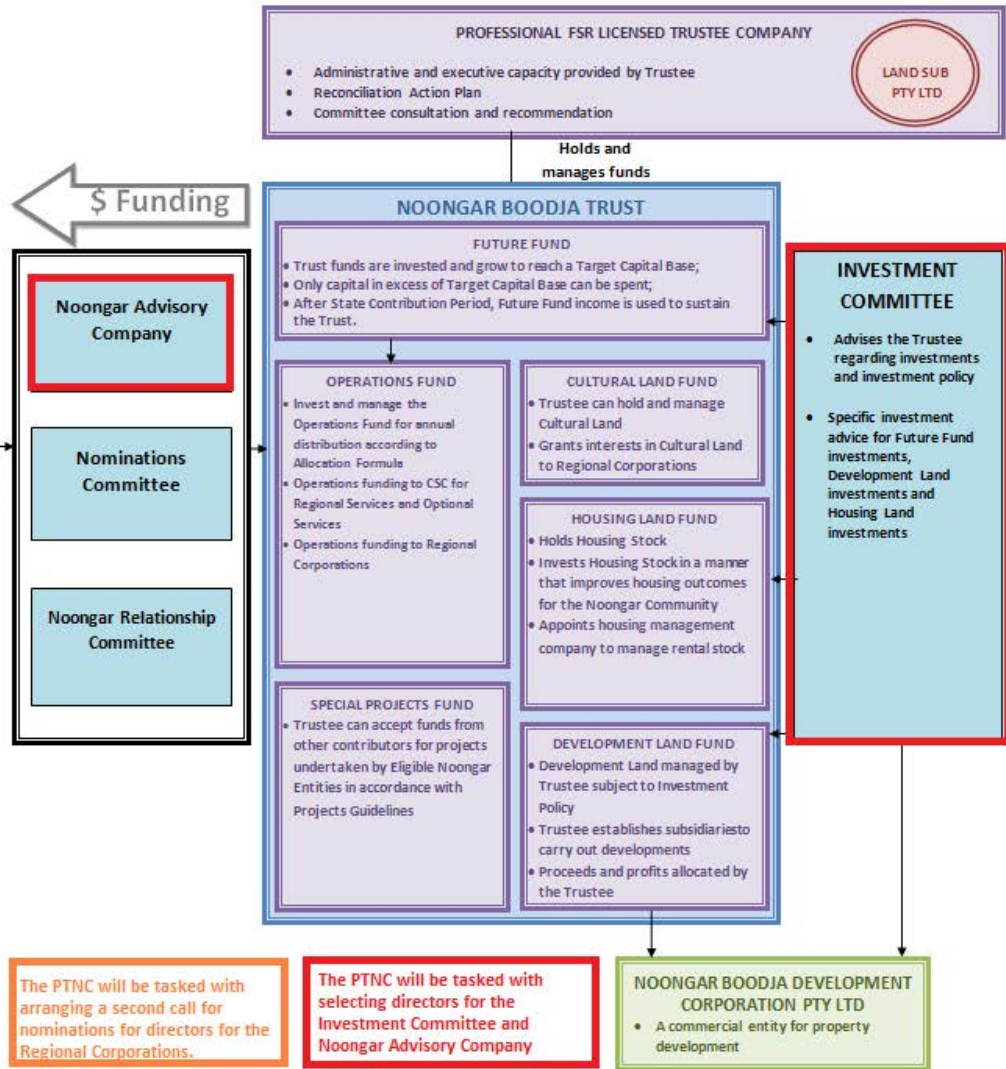 PROFESSIONAL FSR LICENSED TRUSTEE COMPANY
• Administrative and executive capacity provided by Trustee
• Reconciliation Action Plan
• Committee consultation and recommendation
LAND SUB
PTY LTD
Holds and
manages funds
$ Funding
Noongar Advisory
Company
Nominations
Committee
Noongar Relationship
Committee
NOONGAR BOODJA TRUST
FUTURE FUND
• Trust funds are invested and grow to reach a Target Capital Base;
• Only capital in excess of Target Capital Base can be spent;
• After State Contribution Period, Future Fund income is used to sustain
the Trust.
OPERATIONS FUND
• Invest and manage the
Operations Fund for annual
distribution according to
Allocation Formula
• Operations funding to CSC for
Regional Services and Optional
Services
• Operations funding to Regional
Corporations
CULTURAL LAND FUND
• Trustee can hold and manage
Cultural Land
• Grants interests in Cultural Land
to Regional Corporations
HOUSING LAND FUND
• Holds Housing Stock
• Invests Housing Stock in a manner
that improves housing outcomes
for the Noongar Community
• Appoints housing management
company to manage rental stock
SPECIAL PROJECTS FUND
• Trustee can accept funds from
other contributors for projects
undertaken by Eligible Noongar
Entities in accordance with
Projects Guidelines
DEVELOPMENT LAND FUND
• Development Land managed by
Trustee subject to Investment
Policy
• Trustee establishes subsidiariesto
carry out developments
• Proceeds and profits allocated by
the Trustee
INVESTMENT
COMMITTEE
• Advises the Trustee
regarding investments
and investment policy
• Specific investment
advice for Future Fund
investments,
Development Land
investments and
Housing Land
investments
The PTNC will be tasked with
arranging a second call for
nominations for directors for the
Regional Corporations.
The PTNC will be tasked with
selecting directors for the
Investment Committee and
Noongar Advisory Company
NOONGAR BOODJA DEVELOPMENT
CORPORATION PTY LTD
• A commercial entity for property
development